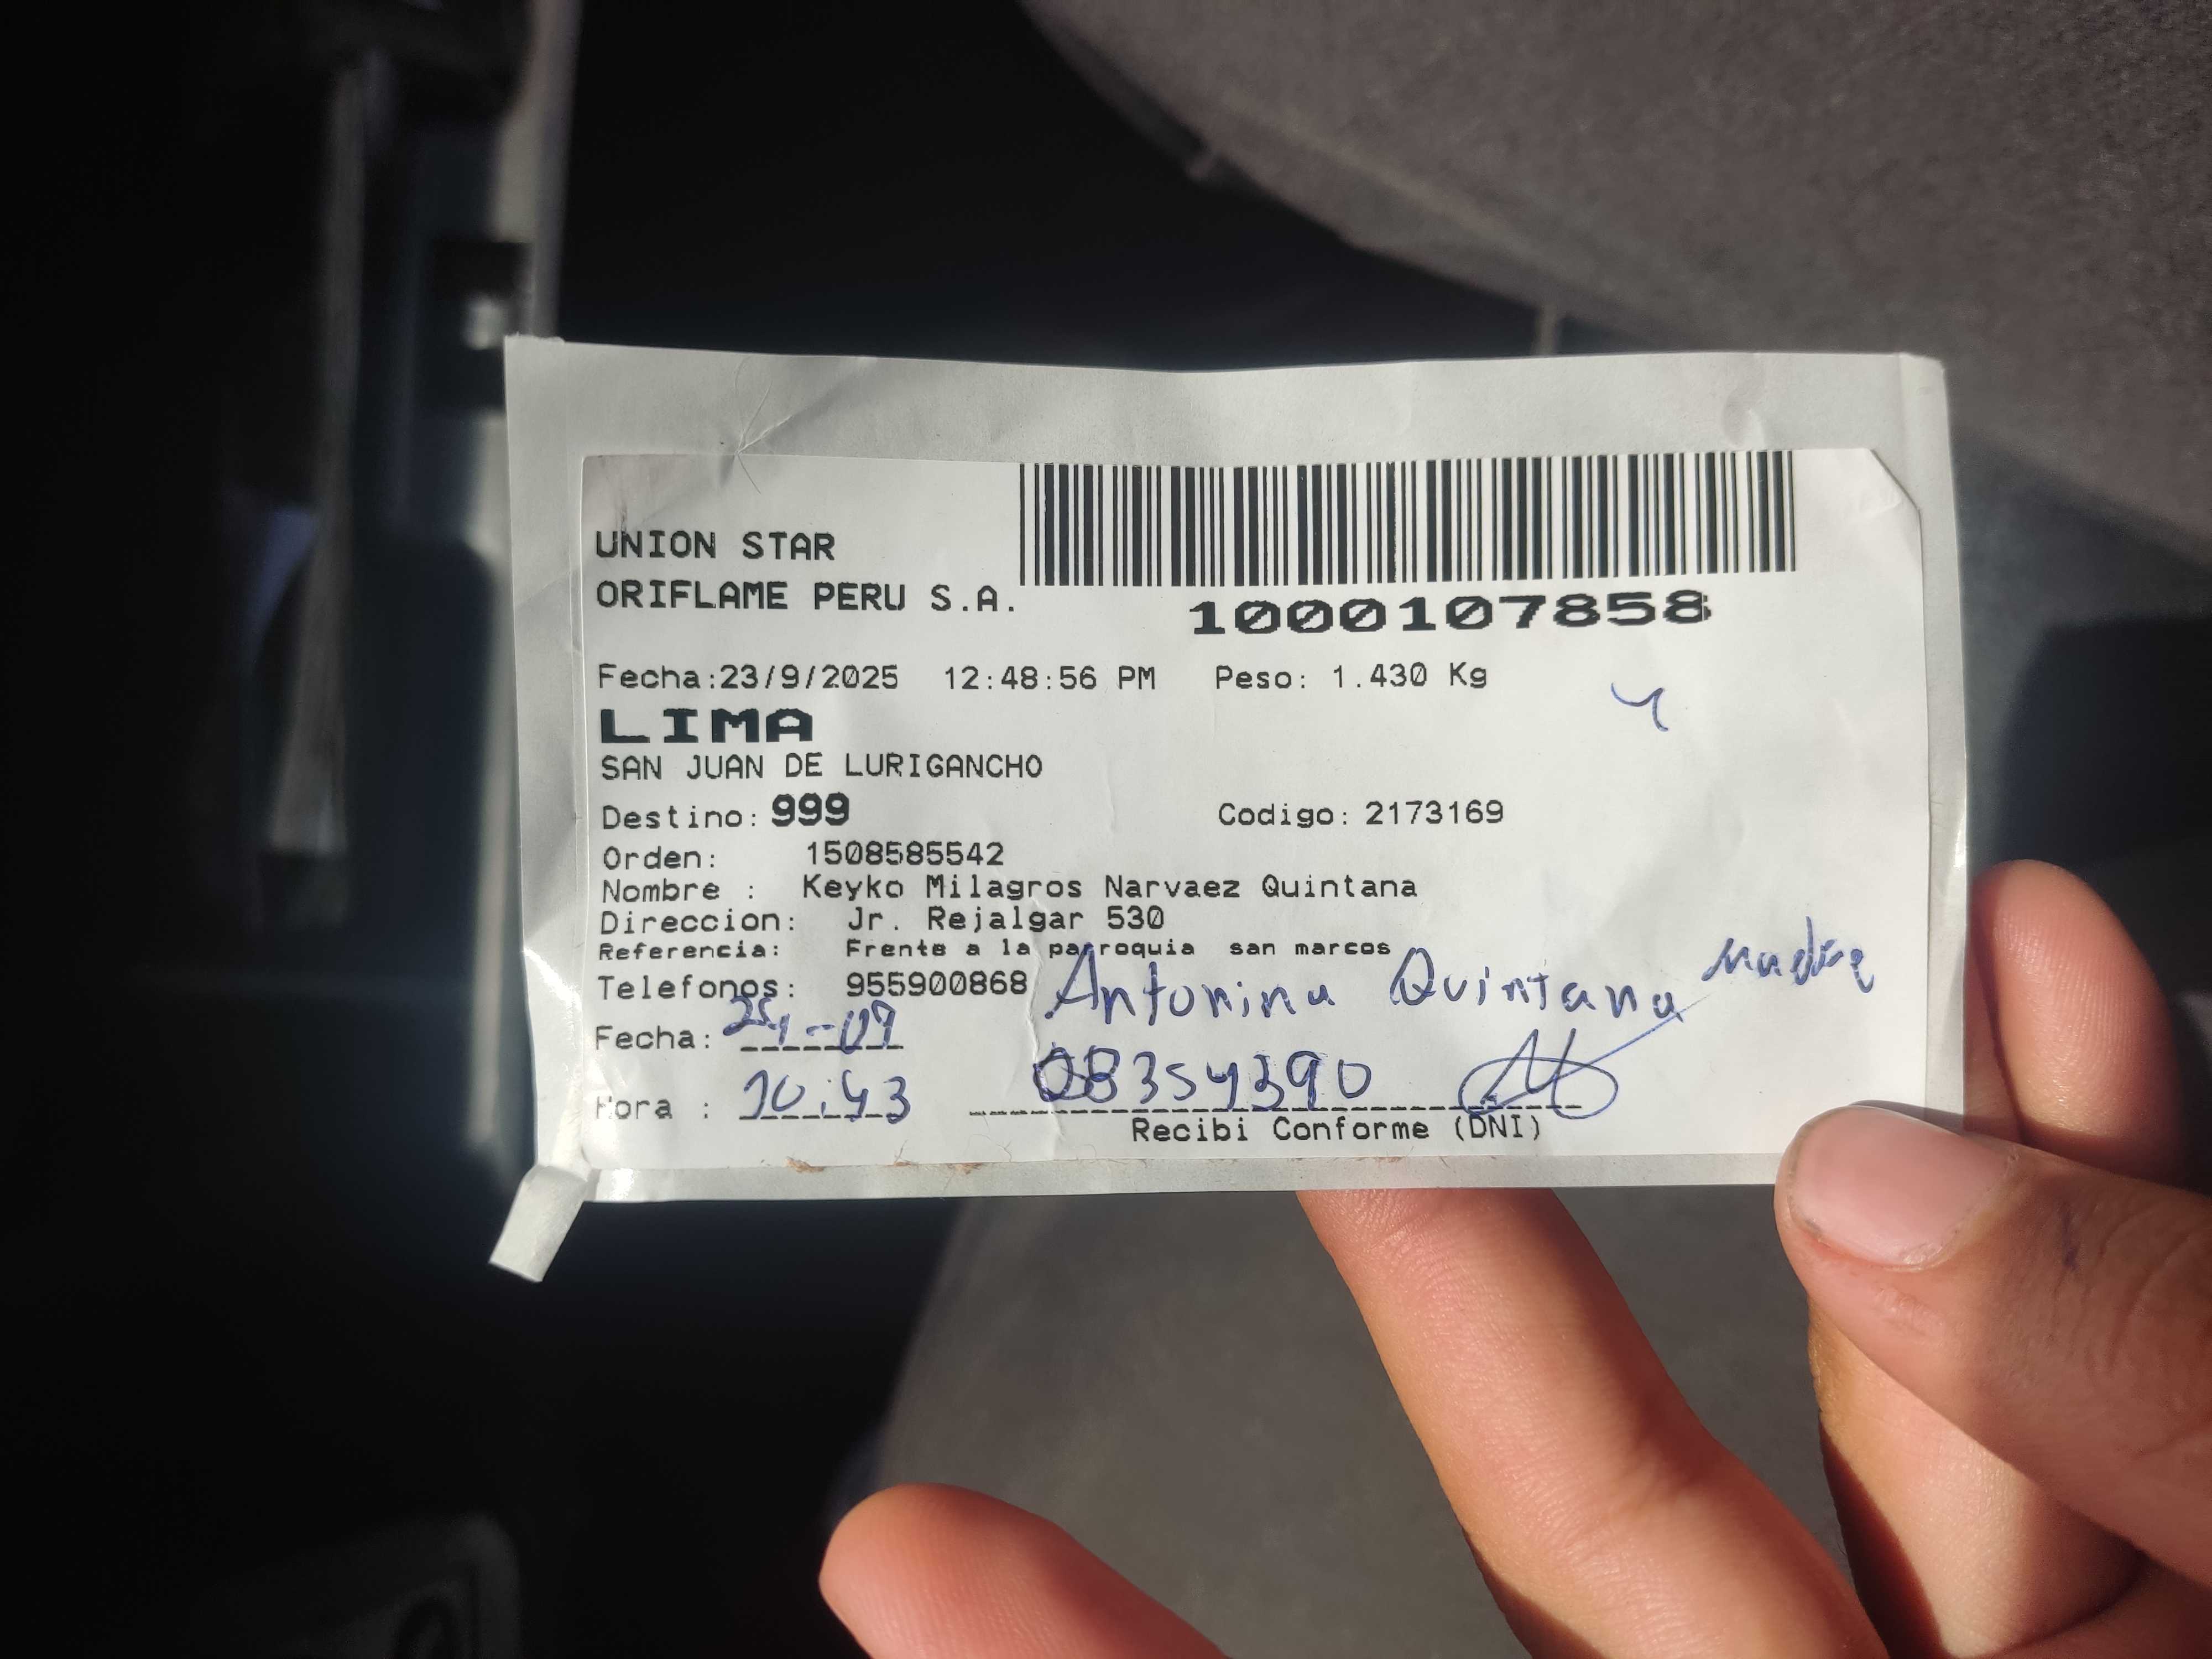 UNION STAR
ORIFLAME PERU S.A.
1000107858
Fecha:23/9/2025 12:48:56 PM Peso: 1.430 Kg
LIMA
SAN JUAN DE LURIGANCHO
Destino: 999 Codigo: 2173169
Orden: 1508585542
Nombre : Keyko Milagros Narvaez Quintana
Direccion: Jr. Rejalgar 530
Referencia: Frente a la parroquia san marcos
Telefonos: 955900868 Antonina Quintana madre
Fecha: -09
Hora : 10:43 08354390
Recibi Conforme (DNI)